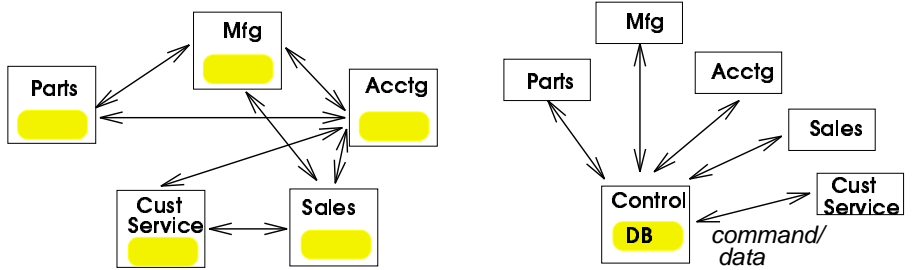 Mfg
Parts
Acctg
Cust
Service
Sales
Mfg
Parts
Acctg
Sales
Cust
Service
Control
DB
command/
data